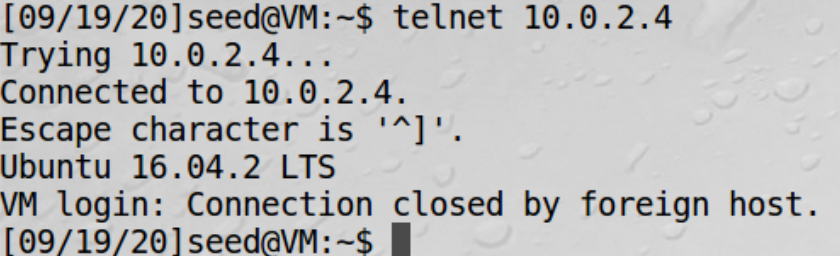 [09/19/20]seed@VM:~$ telnet 10.0.2.4
Trying 10.0.2.4...
Connected to 10.0.2.4.
Escape character is '^]'.
Ubuntu 16.04.2 LTS
VM login: Connection closed by foreign host.
[09/19/20]seed@VM:~$